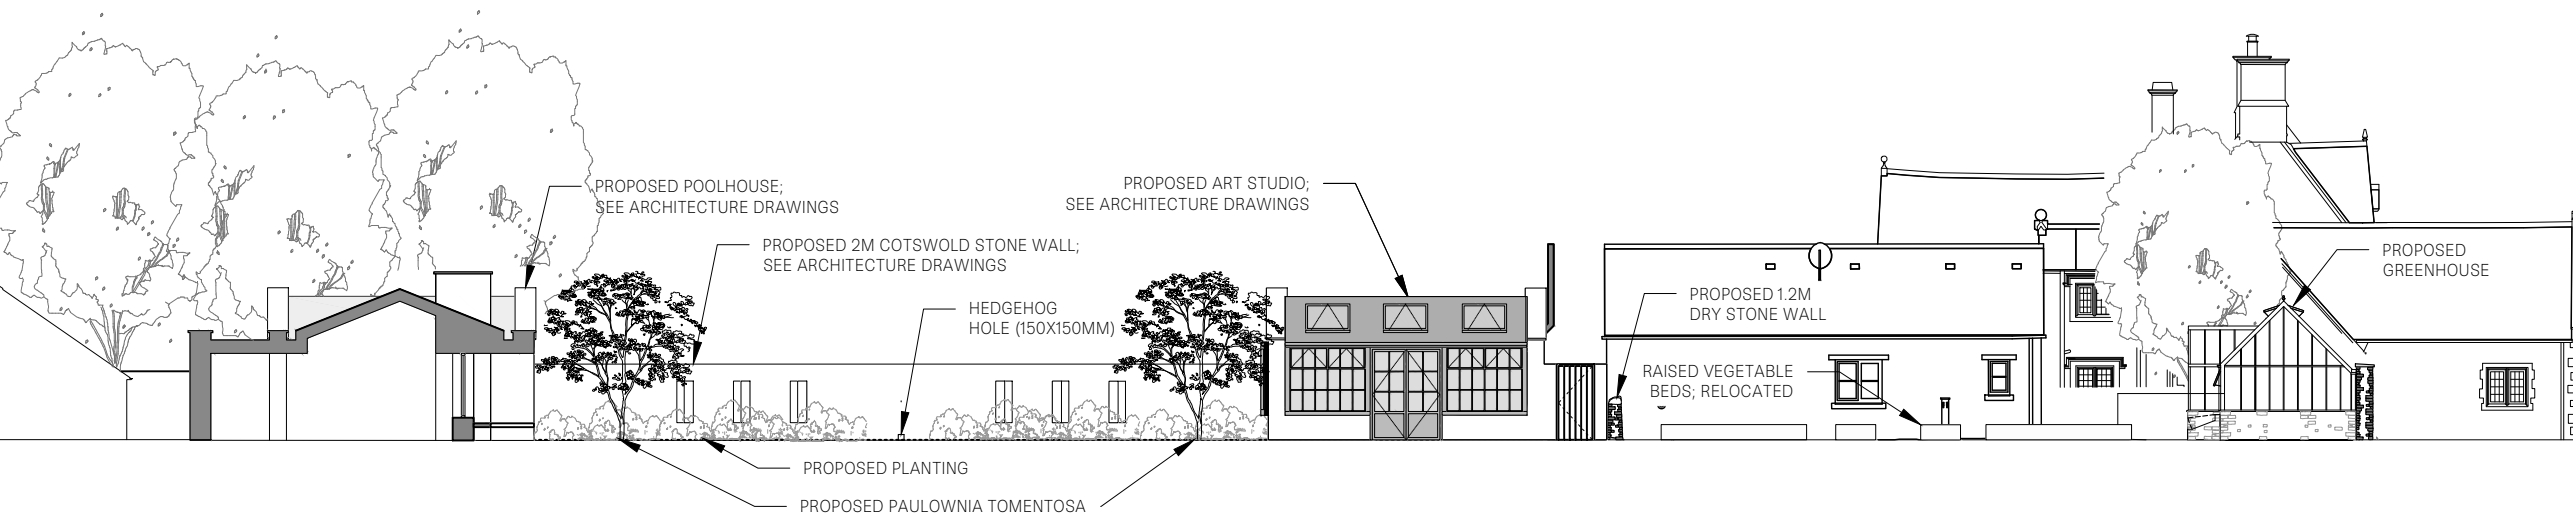 PROPOSED POOLHOUSE;
SEE ARCHITECTURE DRAWINGS
PROPOSED 2M COTSWOLD STONE WALL;
SEE ARCHITECTURE DRAWINGS
HEDGEHOG
HOLE (150X150MM)
PROPOSED PLANTING
PROPOSED PAULOWNIA TOMENTOSA
PROPOSED ART STUDIO;
SEE ARCHITECTURE DRAWINGS
PROPOSED 1.2M
DRY STONE WALL
RAISED VEGETABLE
BEDS; RELOCATED
PROPOSED
GREENHOUSE